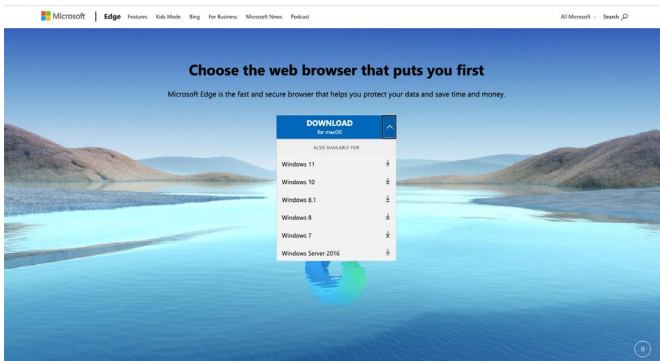 Microsoft Edge Features Kids Mode Bing For Business Microsoft News Podcast All Microsoft Search
Choose the web browser that puts you first
Microsoft Edge is the fast and secure browser that helps you protect your data and save time and money.
DOWNLOAD
for macOS
ALSO AVAILABLE FOR
Windows 11
Windows 10
Windows 8.1
Windows 8
Windows 7
Windows Server 2016